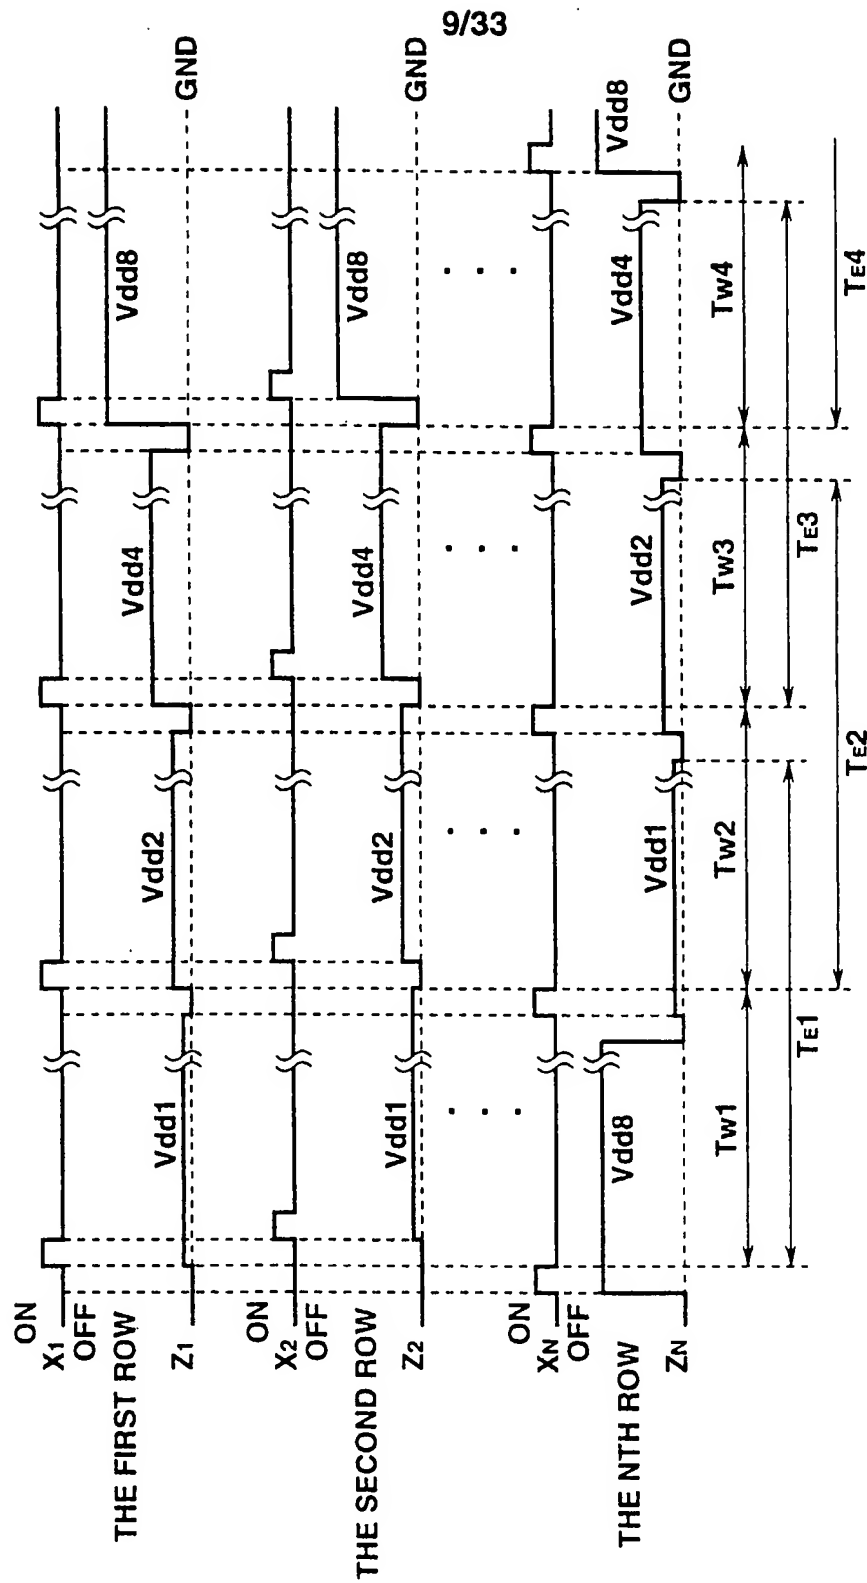 9/33
ON
X1
OFF
THE FIRST ROW
Z1
Vdd1
Vdd2
Vdd4
Vdd8
GND
ON
X2
OFF
THE SECOND ROW
Z2
Vdd1
Vdd2
Vdd4
Vdd8
GND
. . .
. . .
. . .
. . .
ON
XN
OFF
THE NTH ROW
ZN
Vdd8
Vdd1
Vdd2
Vdd4
Vdd8
GND
TW1
TW2
TW3
TW4
TE1
TE3
TE2
TE4